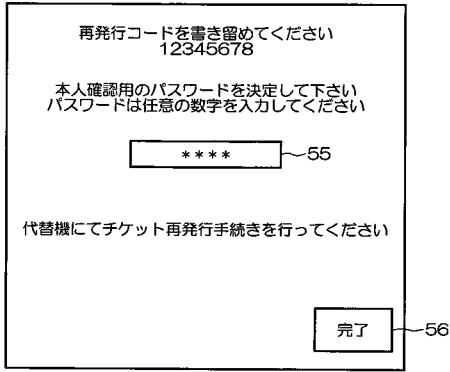 再発行コードを書き留めてください
12345678
本人確認用のパスワードを決定して下さい
パスワードは任意の数字を入力してください
****
55
代替機にてチケット再発行手続きを行ってください
完了
56